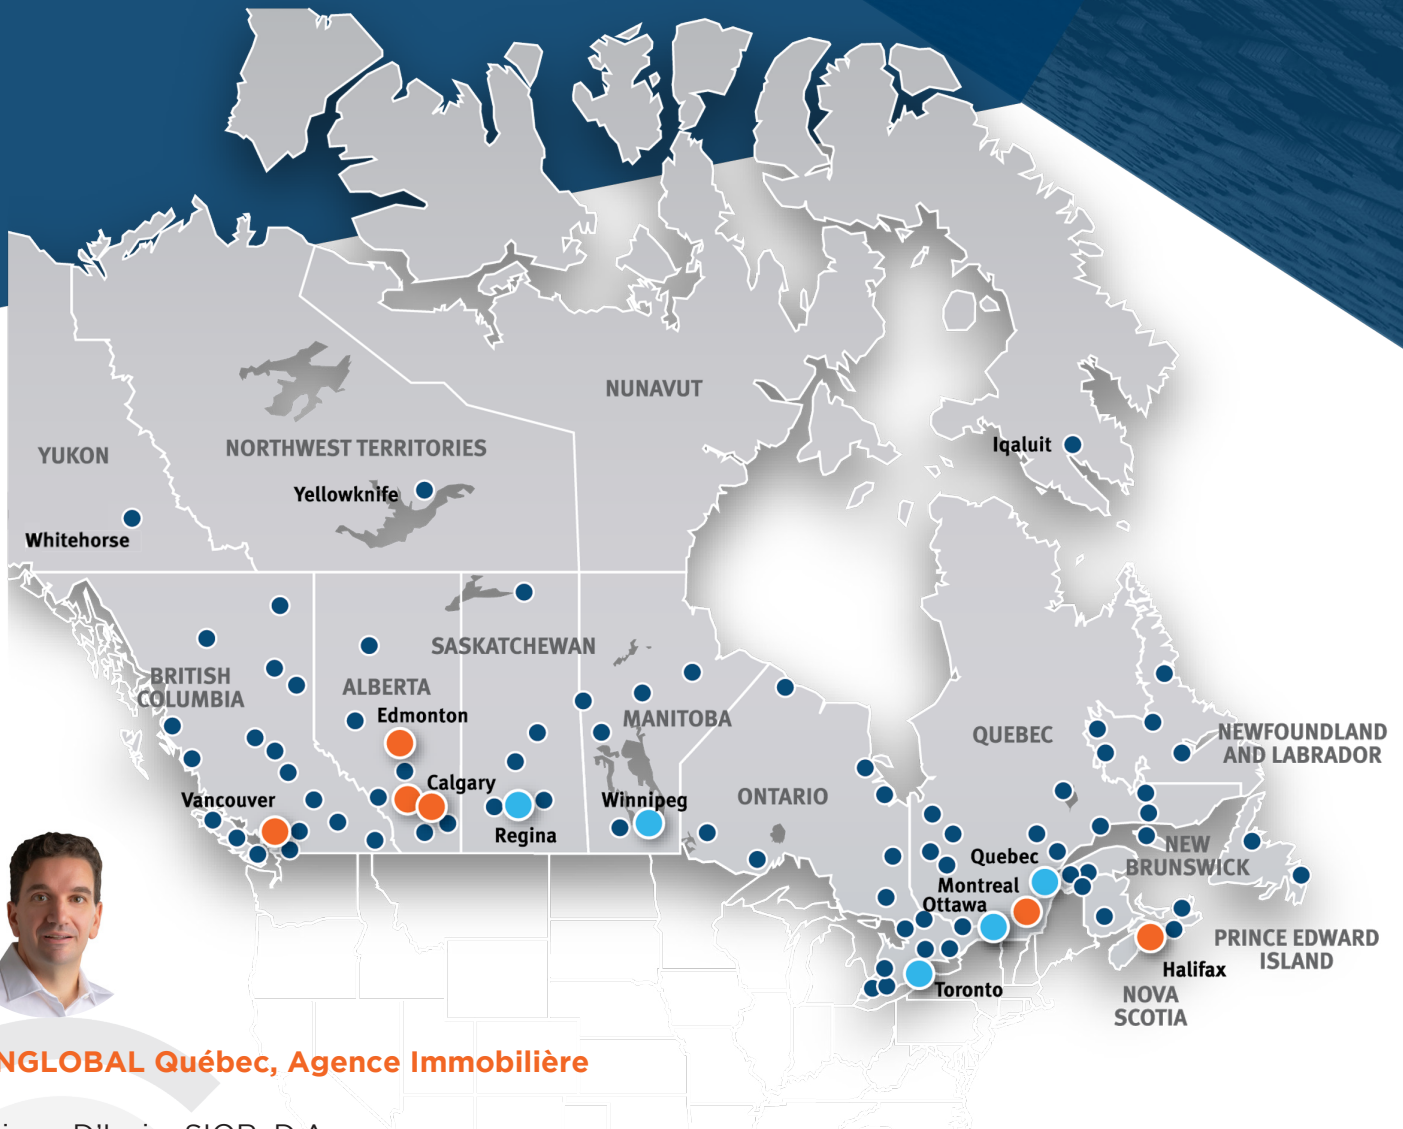 NUNAVUT
Iqaluit
NORTHWEST TERRITORIES
YUKON
Yellowknife
Whitehorse
SASKATCHEWAN
BRITISH
COLUMBIA
ALBERTA
Edmonton
MANITOBA
QUEBEC
NEWFOUNDLAND
AND LABRADOR
Calgary
Vancouver
Winnipeg
ONTARIO
Regina
NEW
BRUNSWICK
Quebec
Montreal
Ottawa
PRINCE EDWARD
ISLAND
Halifax
Toronto
NOVA
SCOTIA
NGLOBAL Québec, Agence Immobilière